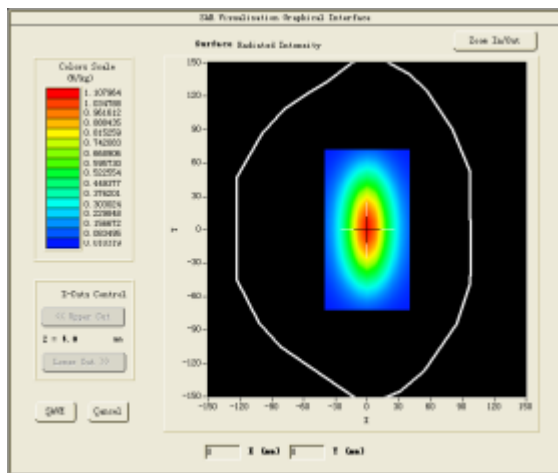 SAR Visualisation Graphical Interface
Surface Radiated Intensity
Zoom In/Out
Colors Scale
(W/kg)
1.107964
1.034788
0.961612
0.888435
0.815259
0.742083
0.668906
0.595730
0.522554
0.449377
0.376201
0.303024
0.229848
0.156672
0.083495
0.010319
Z-Data Control
<< Upper Cut
Z = 4.0 mm
Lower Cut >>
SAVE
Cancel
150
120
90
60
30
0
-30
-60
-90
-120
-150
Y
-150 -120 -90 -60 -30 0 30 60 90 120 150
X
0 X (mm) 0 Y (mm)